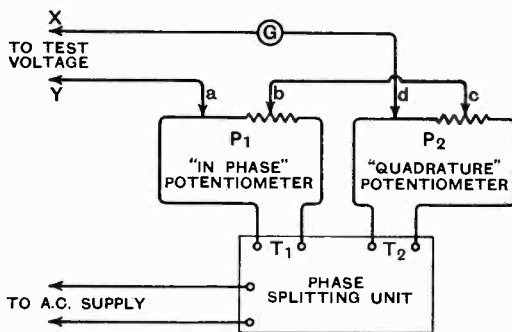 X
G
TO TEST
VOLTAGE
Y
a
b
d
c
P1
"IN PHASE"
POTENTIOMETER
P2
"QUADRATURE"
POTENTIOMETER
T1
T2
PHASE
SPLITTING UNIT
TO A.C. SUPPLY